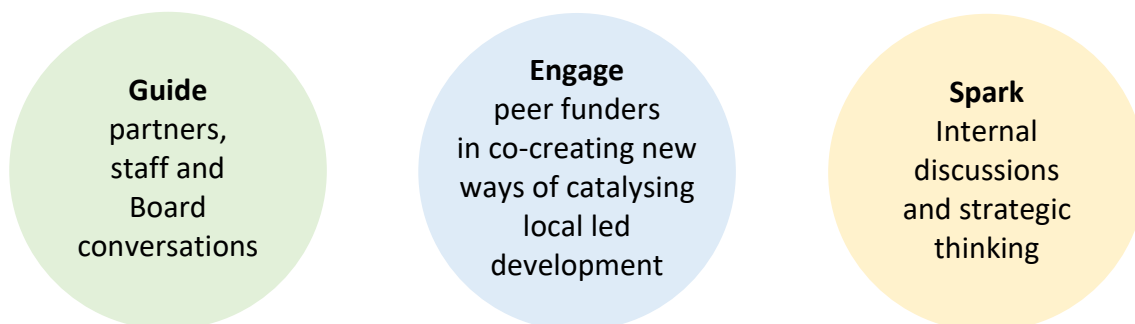 Guide
partners,
staff and
Board
conversations
Engage
peer funders
in co-creating new
ways of catalysing
local led
development
Spark
Internal
discussions
and strategic
thinking